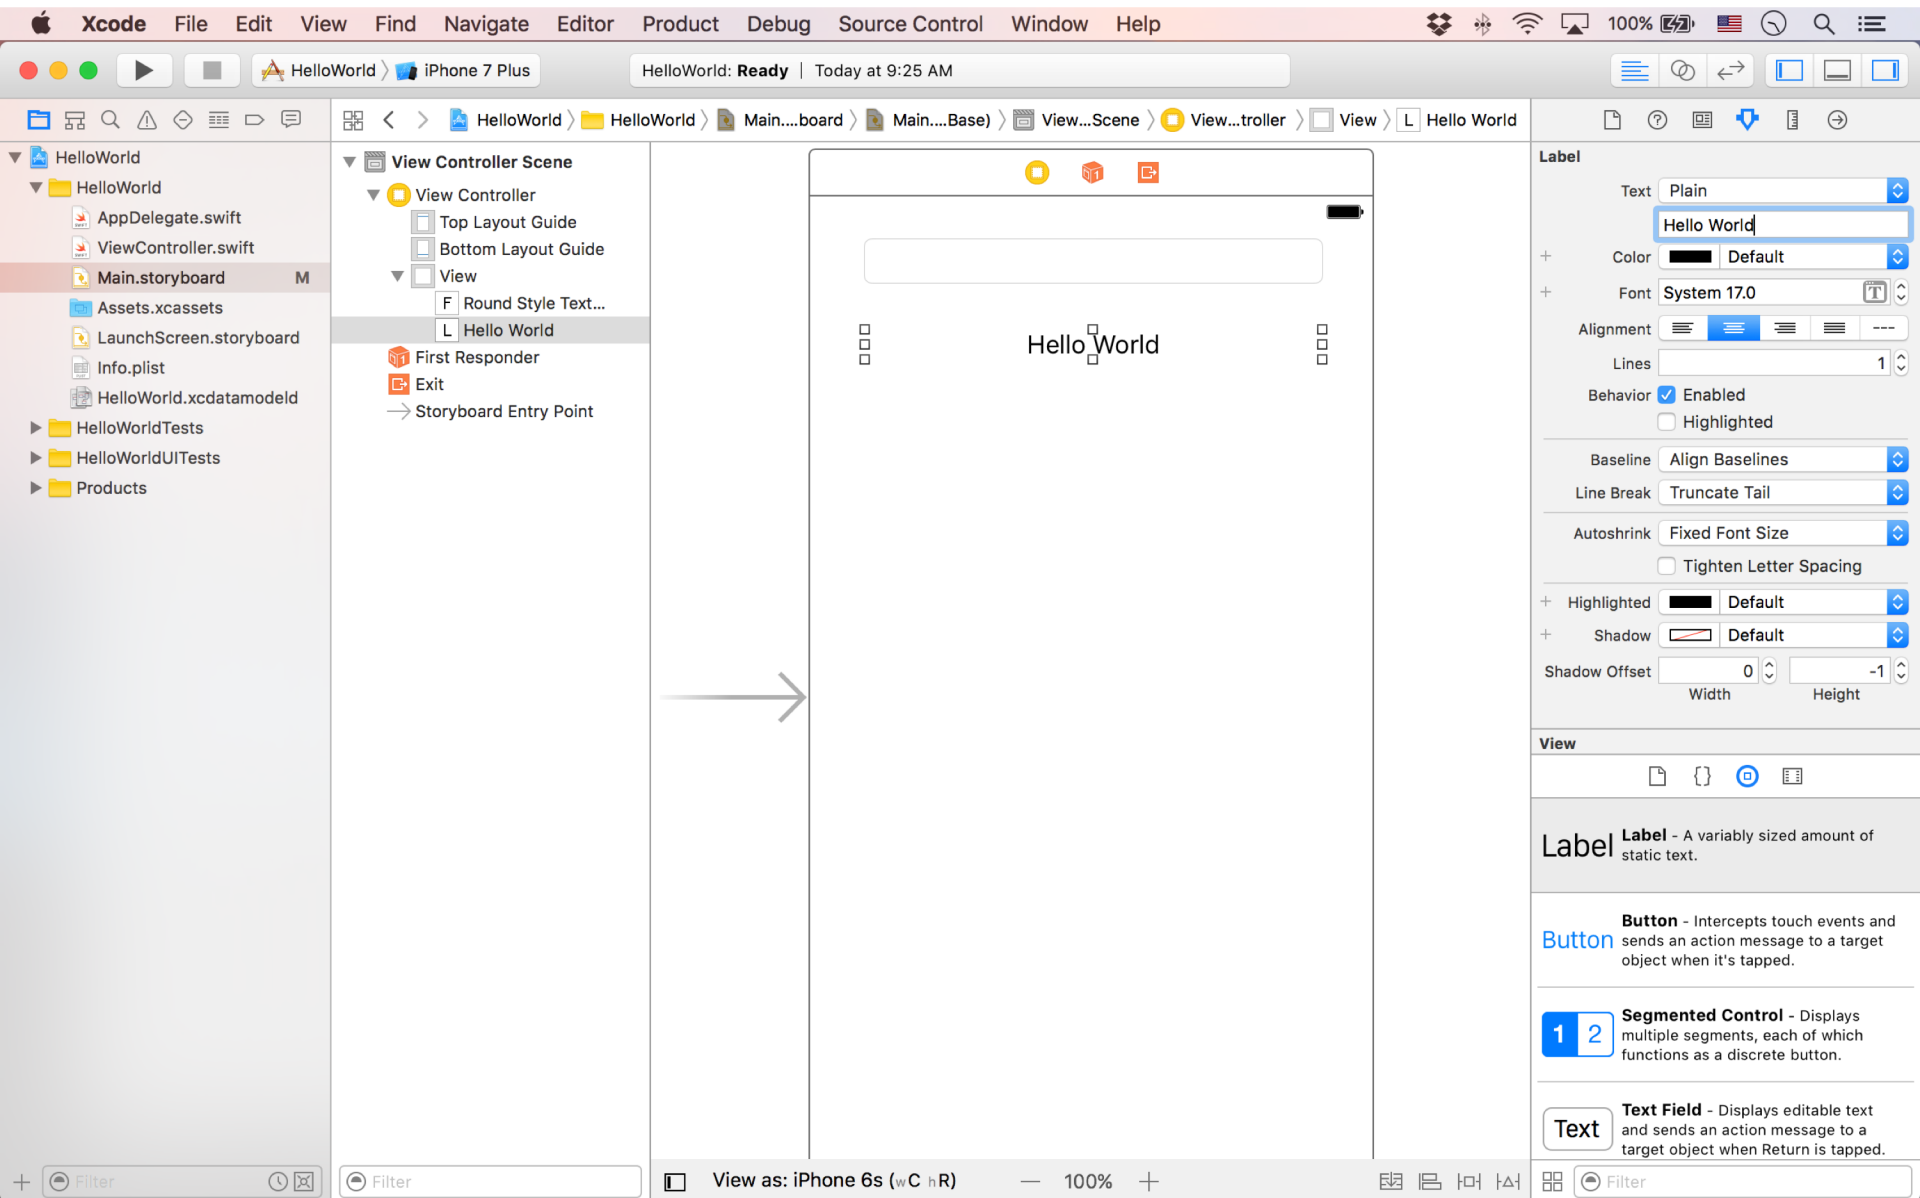 Xcode File Edit View Find Navigate Editor Product Debug Source Control Window Help 100%
HelloWorld iPhone 7 Plus
HelloWorld: Ready | Today at 9:25 AM
HelloWorld HelloWorld Main....board Main....Base) View...Scene View...troller View L Hello World
HelloWorld
HelloWorld
AppDelegate.swift
ViewController.swift
Main.storyboard M
Assets.xcassets
LaunchScreen.storyboard
Info.plist
HelloWorld.xcdatamodeld
HelloWorldTests
HelloWorldUITests
Products
Filter
View Controller Scene
View Controller
Top Layout Guide
Bottom Layout Guide
View
F Round Style Text...
L Hello World
First Responder
Exit
Storyboard Entry Point
Filter
Hello World
View as: iPhone 6s (wC hR)
100%
Label
Text Plain
Hello World
Color Default
Font System 17.0 T
Alignment
Lines 1
Behavior Enabled
Highlighted
Baseline Align Baselines
Line Break Truncate Tail
Autoshrink Fixed Font Size
Tighten Letter Spacing
Highlighted Default
Shadow Default
Shadow Offset 0 -1
Width Height
View
{}
Label
Label - A variably sized amount of
static text.
Button
Button - Intercepts touch events and
sends an action message to a target
object when it's tapped.
1 2
Segmented Control - Displays
multiple segments, each of which
functions as a discrete button.
Text
Text Field - Displays editable text
and sends an action message to a
target object when Return is tapped.
Filter